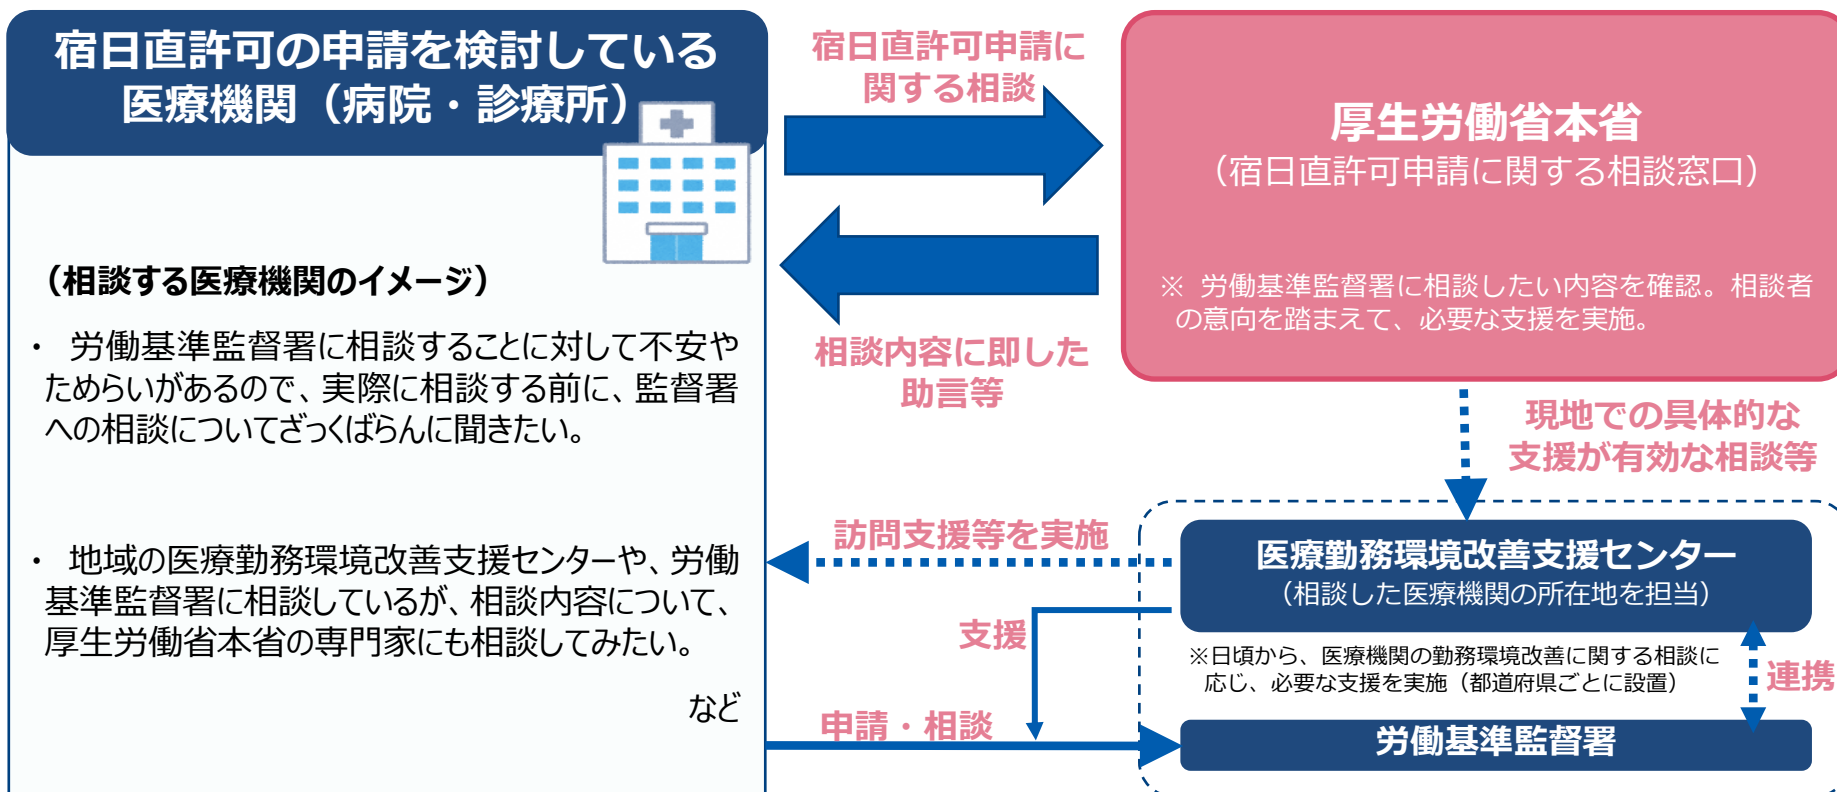 宿日直許可の申請を検討している
医療機関（病院・診療所）
（相談する医療機関のイメージ）
・ 労働基準監督署に相談することに対して不安や
ためらいがあるので、実際に相談する前に、監督署
への相談についてざっくばらんに聞きたい。
・ 地域の医療勤務環境改善支援センターや、労働
基準監督署に相談しているが、相談内容について、
厚生労働省本省の専門家にも相談してみたい。
など
宿日直許可申請に
関する相談
相談内容に即した
助言等
厚生労働省本省
（宿日直許可申請に関する相談窓口）
※ 労働基準監督署に相談したい内容を確認。相談者
の意向を踏まえて、必要な支援を実施。
現地での具体的な
支援が有効な相談等
訪問支援等を実施
医療勤務環境改善支援センター
（相談した医療機関の所在地を担当）
支援
※日頃から、医療機関の勤務環境改善に関する相談に
応じ、必要な支援を実施（都道府県ごとに設置）
連携
申請・相談
労働基準監督署